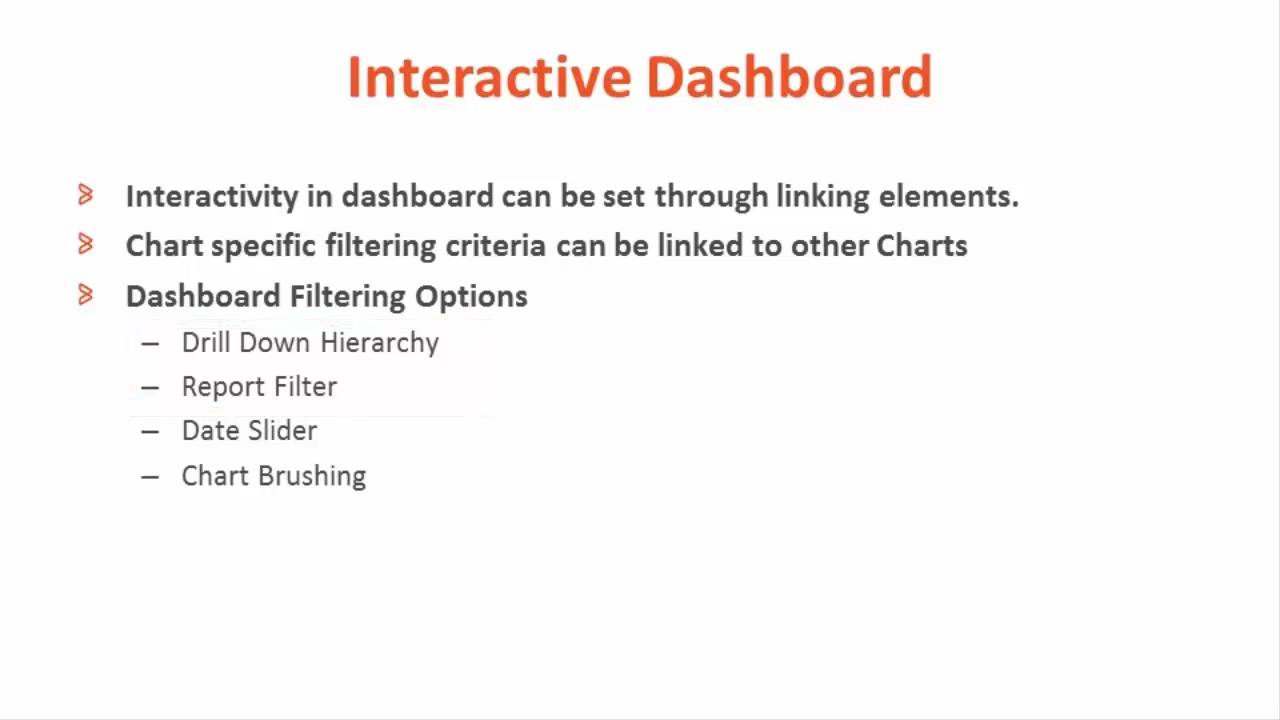 Interactive Dashboard
Interactivity in dashboard can be set through linking elements.
Chart specific filtering criteria can be linked to other Charts
Dashboard Filtering Options
– Drill Down Hierarchy
– Report Filter
– Date Slider
– Chart Brushing